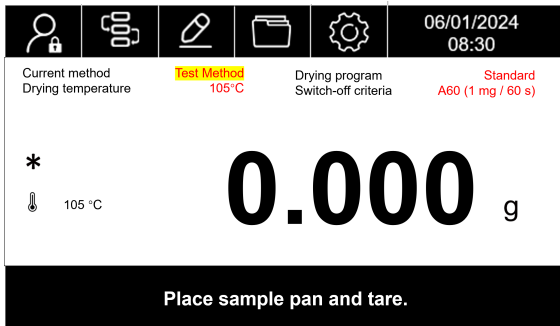 06/01/2024
08:30
Current method Test Method Drying program Standard
Drying temperature 105°C Switch-off criteria A60 (1 mg / 60 s)
*
0.000 g
105 °C
Place sample pan and tare.